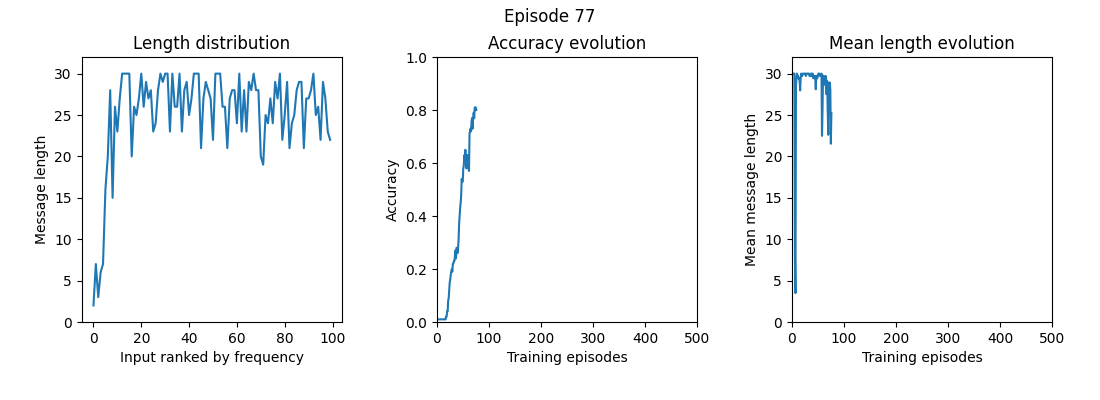 Episode 77
Length distribution
Message length
30
25
20
15
10
5
0
0 20 40 60 80 100
Input ranked by frequency
Accuracy evolution
Accuracy
1.0
0.8
0.6
0.4
0.2
0.0
0 100 200 300 400 500
Training episodes
Mean length evolution
Mean message length
30
25
20
15
10
5
0
0 100 200 300 400 500
Training episodes